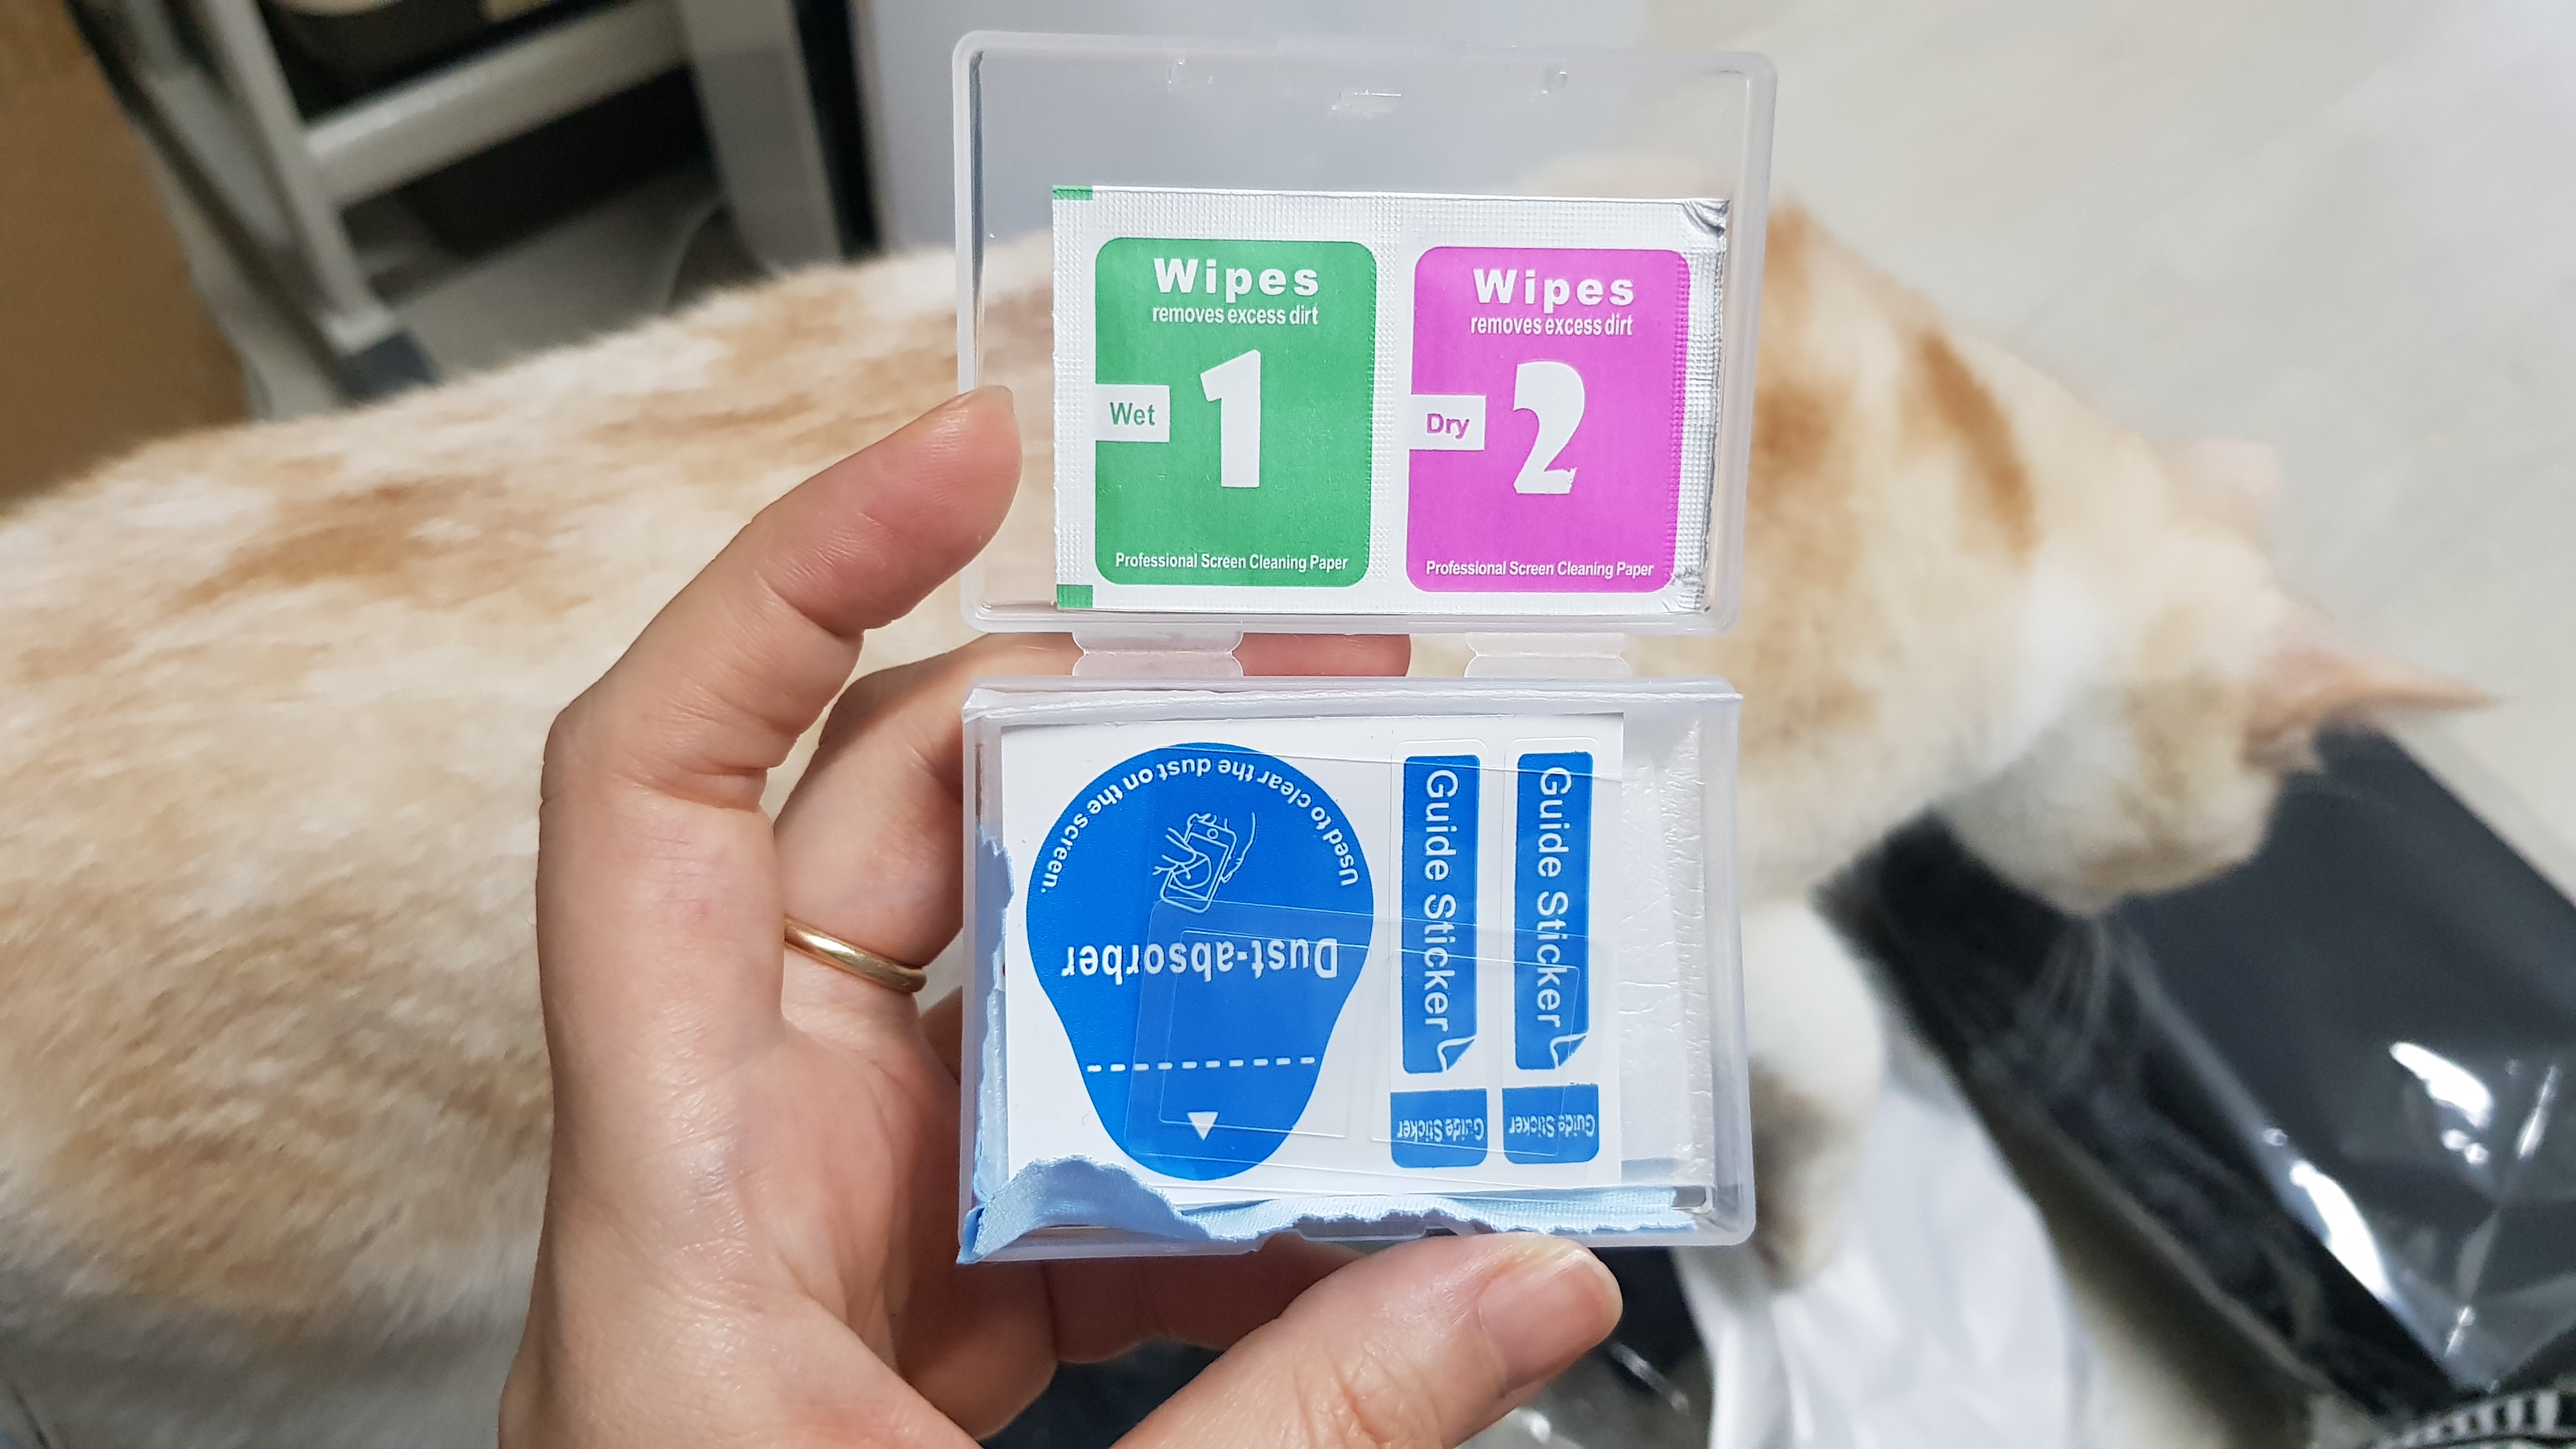 Wipes
removes excess dirt
1
Wet
Professional Screen Cleaning Paper
Wipes
removes excess dirt
2
Dry
Professional Screen Cleaning Paper
Used to clear the dust on the screen.
Dust-absorber
Guide Sticker
Guide Sticker
Guide Sticker
Guide Sticker